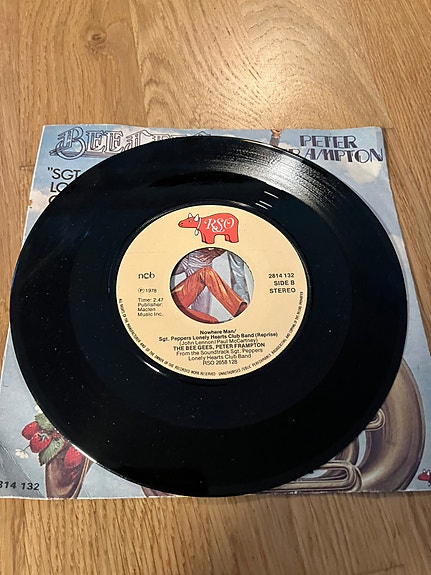 BEE
PETER
FRAMPTON
"SGT
LO
RSO
ncb
2814 132
SIDE B
STEREO
Ⓟ 1978
Time: 2:47
Publisher:
Maclen
Music Inc.
Nowhere Man/
Sgt. Peppers Lonely Hearts Club Band (Reprise)
(John Lennon/Paul McCartney)
THE BEE GEES, PETER FRAMPTON
From the Soundtrack Sgt. Peppers
Lonely Hearts Club Band
RSO 2658 128
814 132